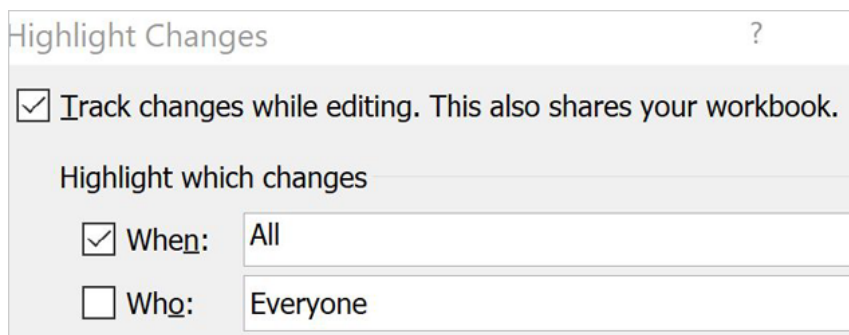 Highlight Changes ?
Track changes while editing. This also shares your workbook.
Highlight which changes
When: All
Who: Everyone